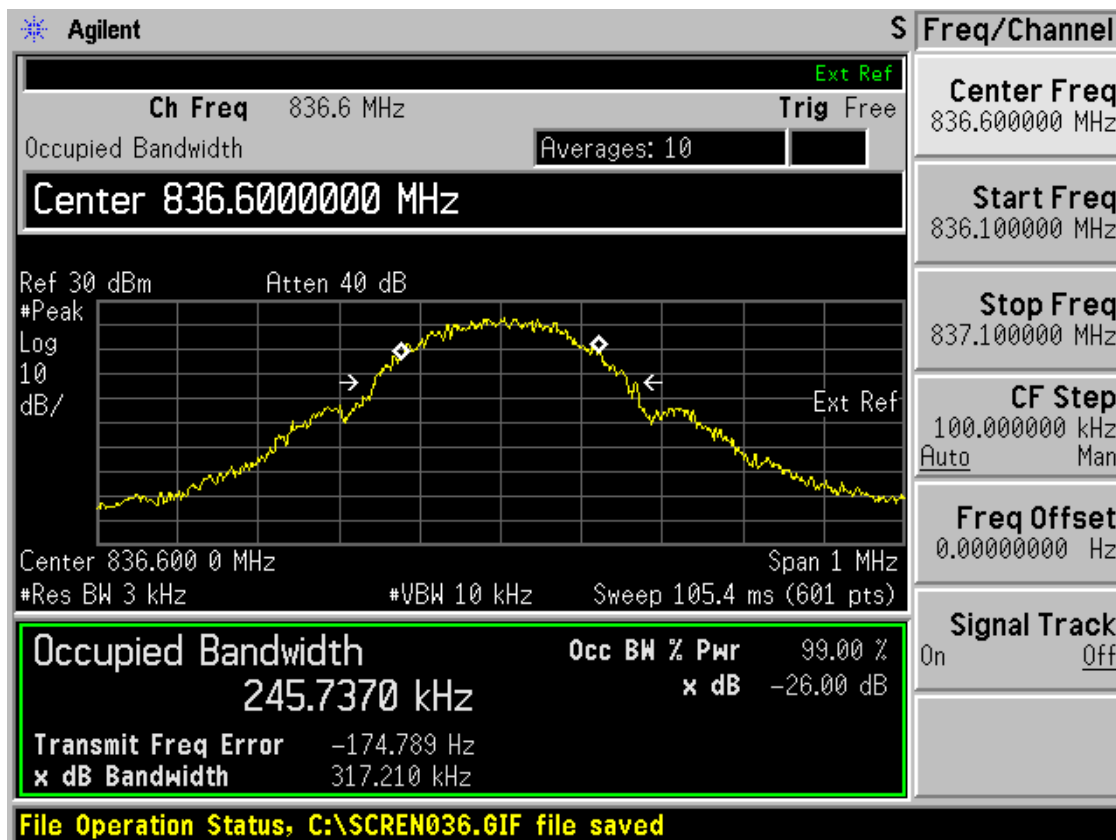 Agilent S Freq/Channel
Ext Ref
Ch Freq 836.6 MHz Trig Free
Occupied Bandwidth Averages: 10
Center 836.6000000 MHz
Ref 30 dBm Atten 40 dB
#Peak
Log
10
dB/
Ext Ref
Center 836.600 0 MHz Span 1 MHz
#Res BW 3 kHz #VBW 10 kHz Sweep 105.4 ms (601 pts)
Occupied Bandwidth Occ BW % Pwr 99.00 %
245.7370 kHz x dB -26.00 dB
Transmit Freq Error -174.789 Hz
x dB Bandwidth 317.210 kHz
File Operation Status, C:\SCREN036.GIF file saved
Center Freq
836.600000 MHz
Start Freq
836.100000 MHz
Stop Freq
837.100000 MHz
CF Step
100.000000 kHz
Auto Man
Freq Offset
0.00000000 Hz
Signal Track
On Off